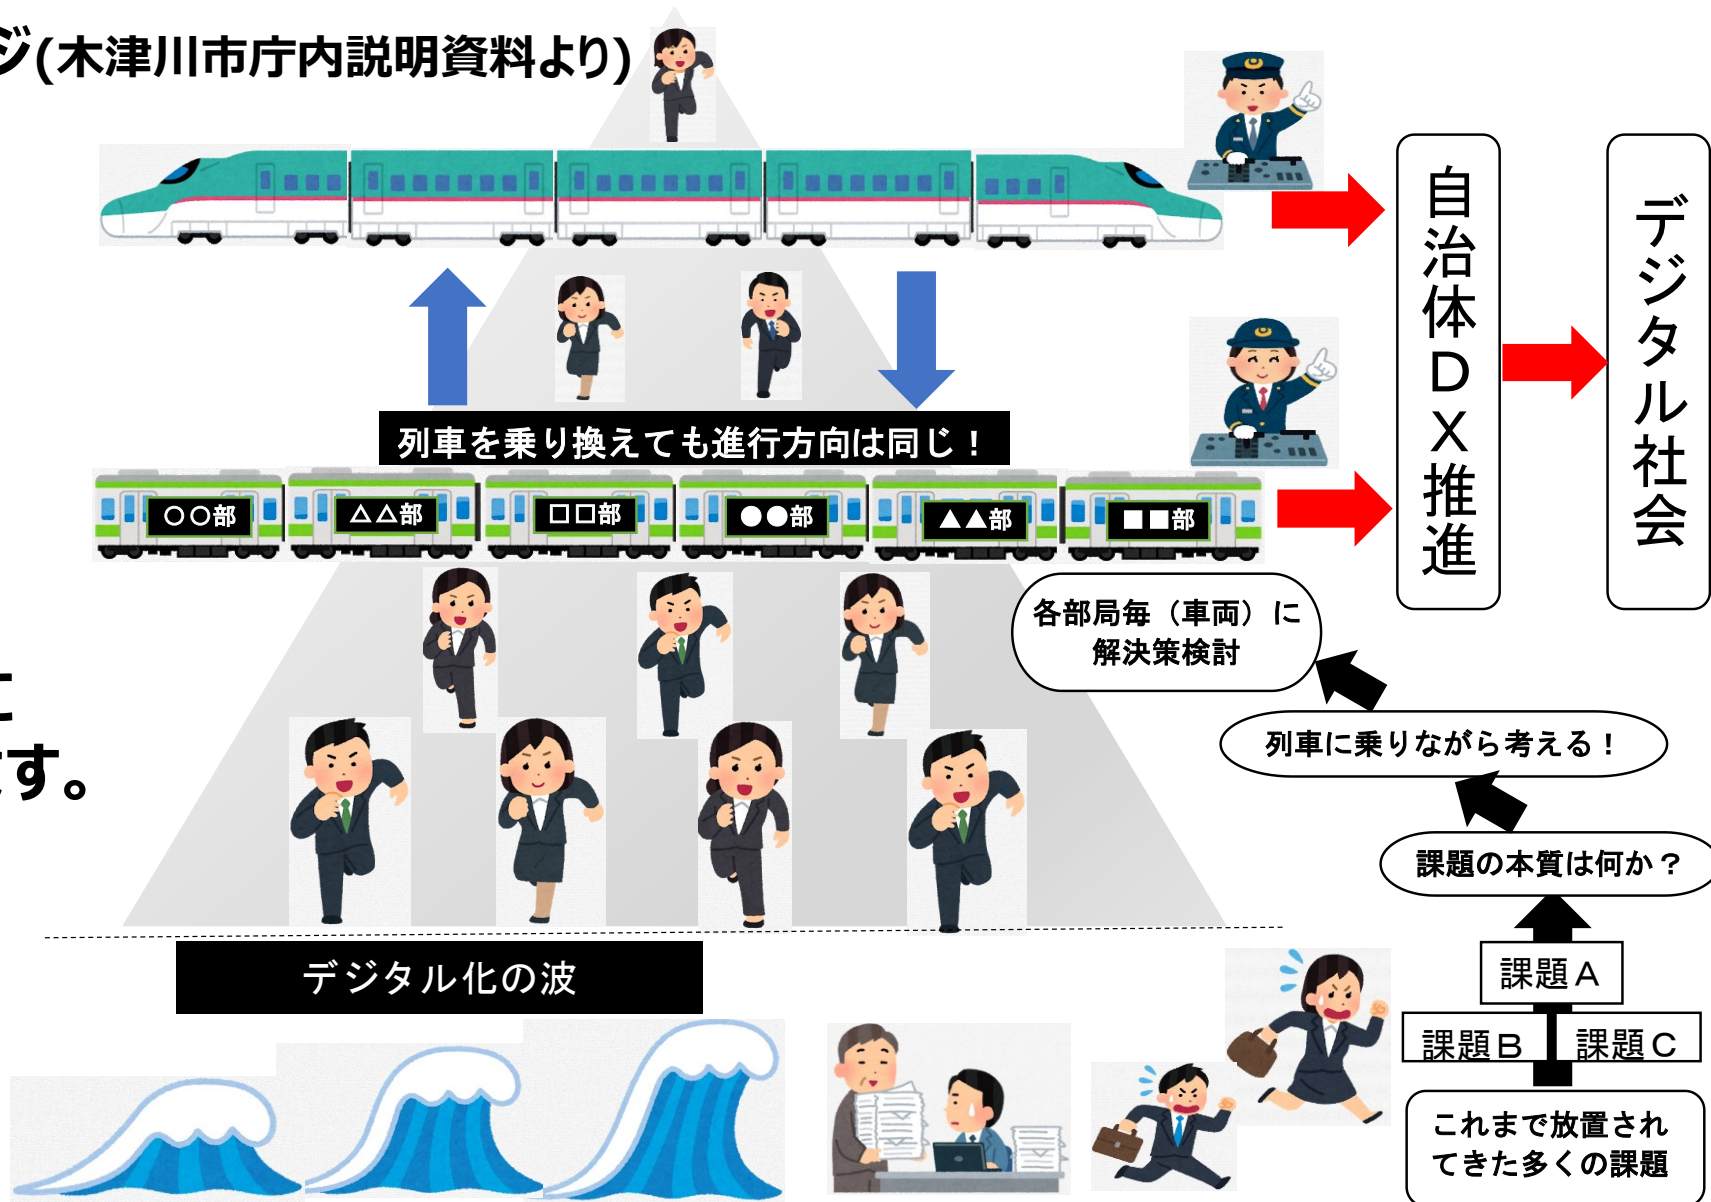 ジ(木津川市庁内説明資料より)
自治体DX推進
デジタル社会
列車を乗り換えても進行方向は同じ！
○○部
△△部
□□部
●●部
▲▲部
■■部
各部局毎（車両）に
解決策検討
す。
列車に乗りながら考える！
課題の本質は何か？
デジタル化の波
課題A
課題B
課題C
これまで放置され
てきた多くの課題